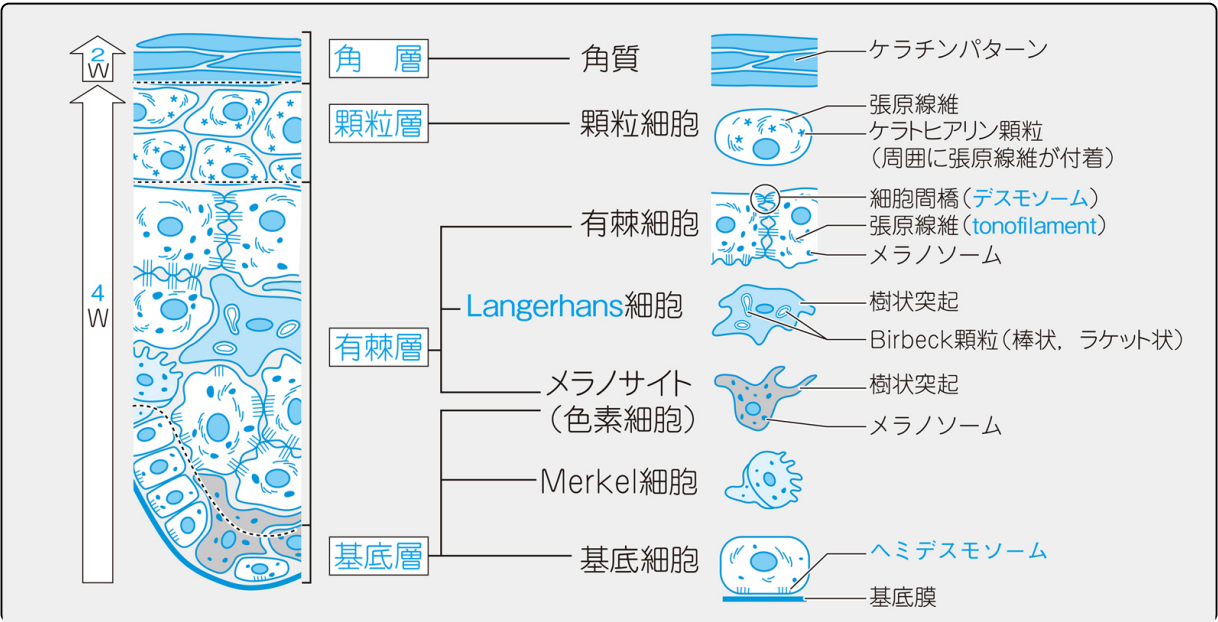 2
W
4
W
角 層
角質
ケラチンパターン
顆粒層
顆粒細胞
張原線維
ケラトヒアリン顆粒
(周囲に張原線維が付着)
有棘細胞
細胞間橋(デスモソーム)
張原線維(tonofilament)
メラノソーム
Langerhans細胞
樹状突起
Birbeck顆粒(棒状,ラケット状)
有棘層
メラノサイト
(色素細胞)
樹状突起
メラノソーム
Merkel細胞
基底層
基底細胞
ヘミデスモソーム
基底膜